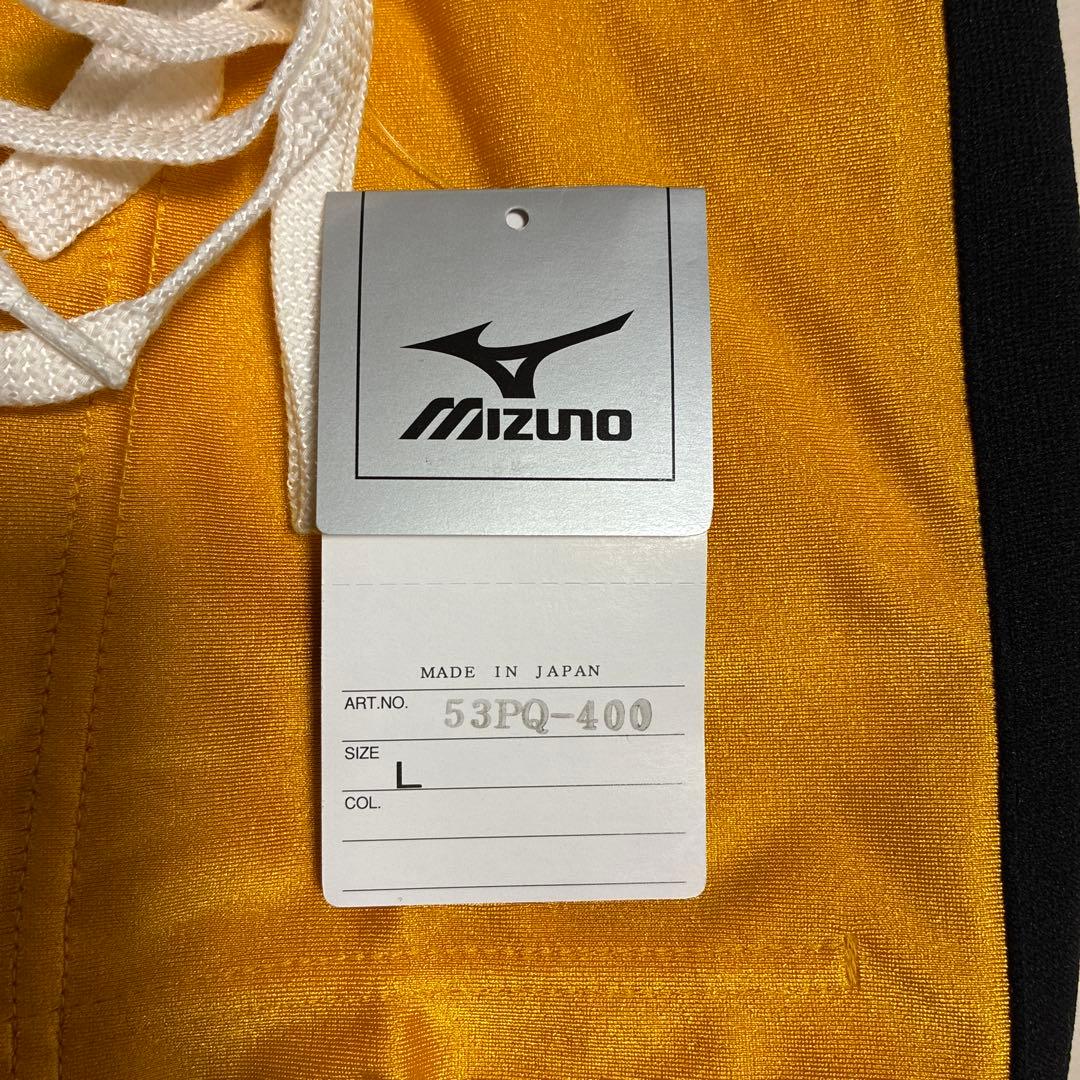 MIZUNO
MADE IN JAPAN
ART.NO. 53PQ-400
SIZE L
COL.